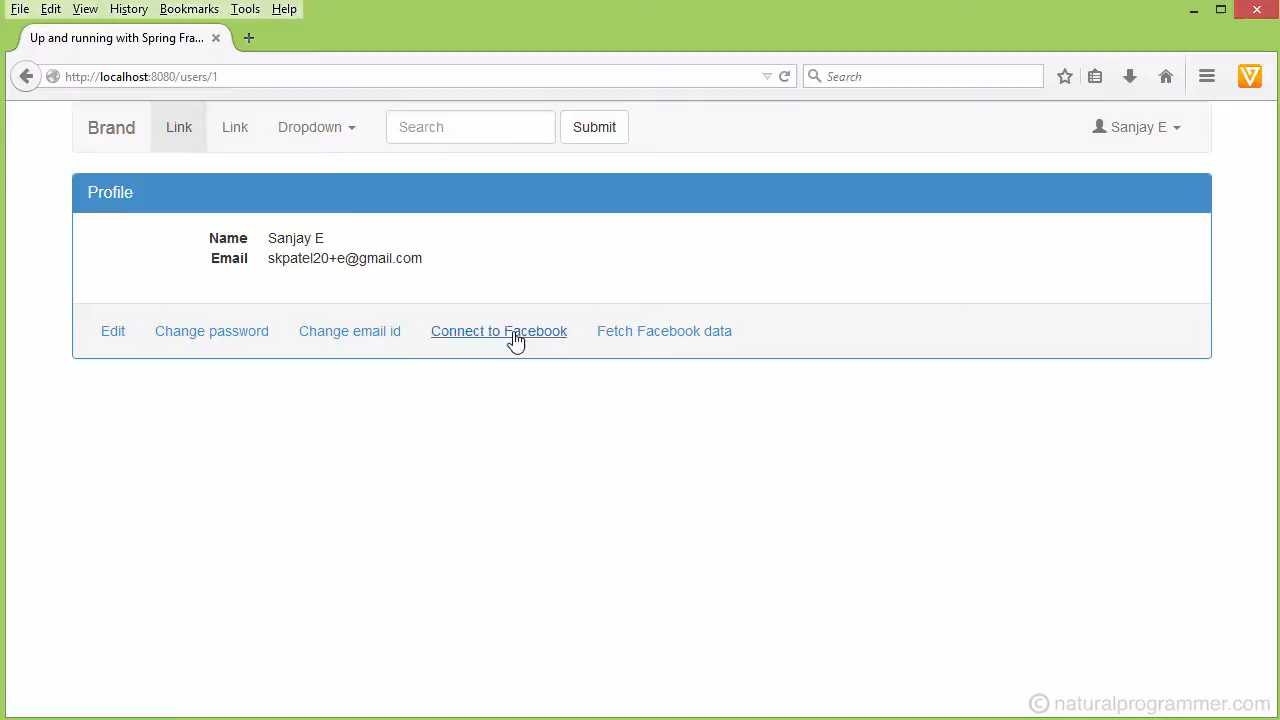 File Edit View History Bookmarks Tools Help
Up and running with Spring Fra...
http://localhost:8080/users/1
Search
Brand Link Link Dropdown Search Submit Sanjay E
Profile
Name Sanjay E
Email skpatel20+e@gmail.com
Edit Change password Change email id Connect to Facebook Fetch Facebook data
© naturalprogrammer.com